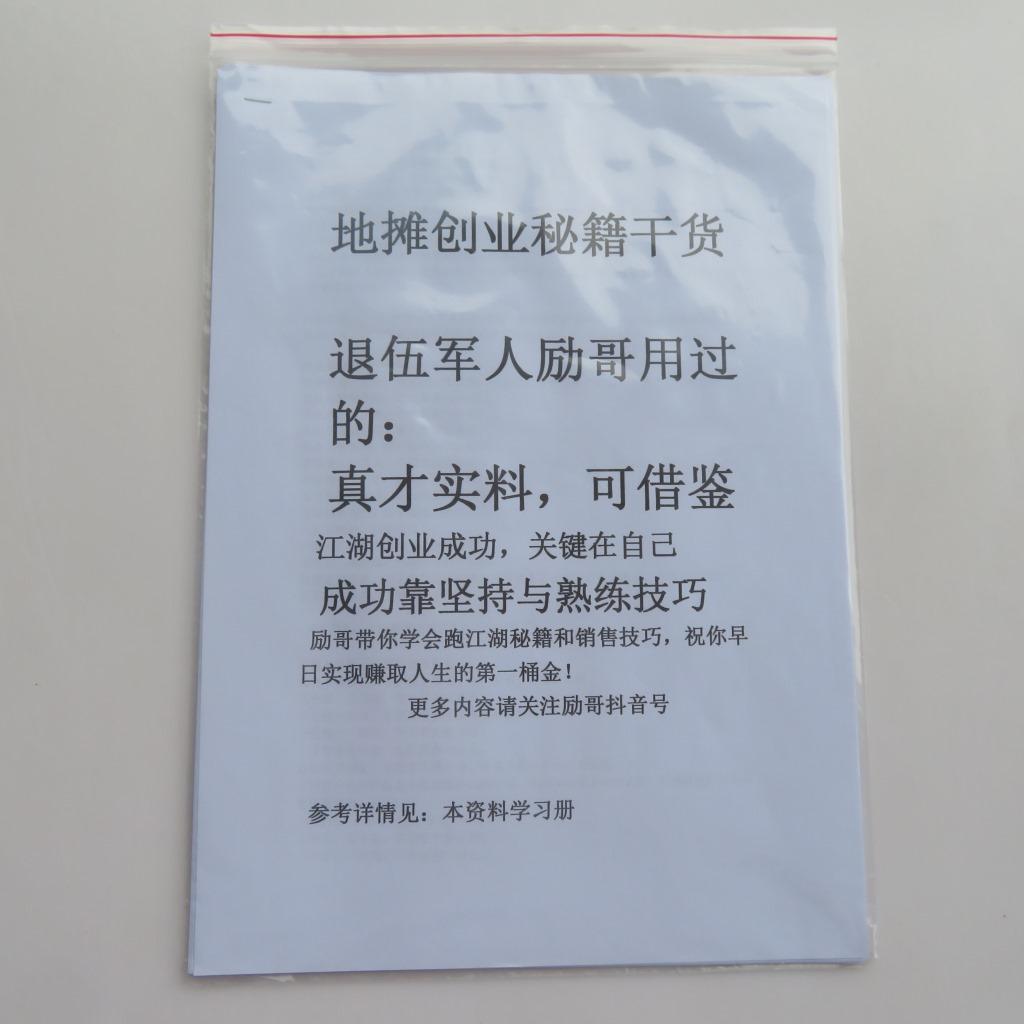 地摊创业秘籍干货
退伍军人励哥用过
的：
真才实料，可借鉴
江湖创业成功，关键在自己
成功靠坚持与熟练技巧
励哥带你学会跑江湖秘籍和销售技巧，祝你早
日实现赚取人生的第一桶金！
更多内容请关注励哥抖音号
参考详情见：本资料学习册